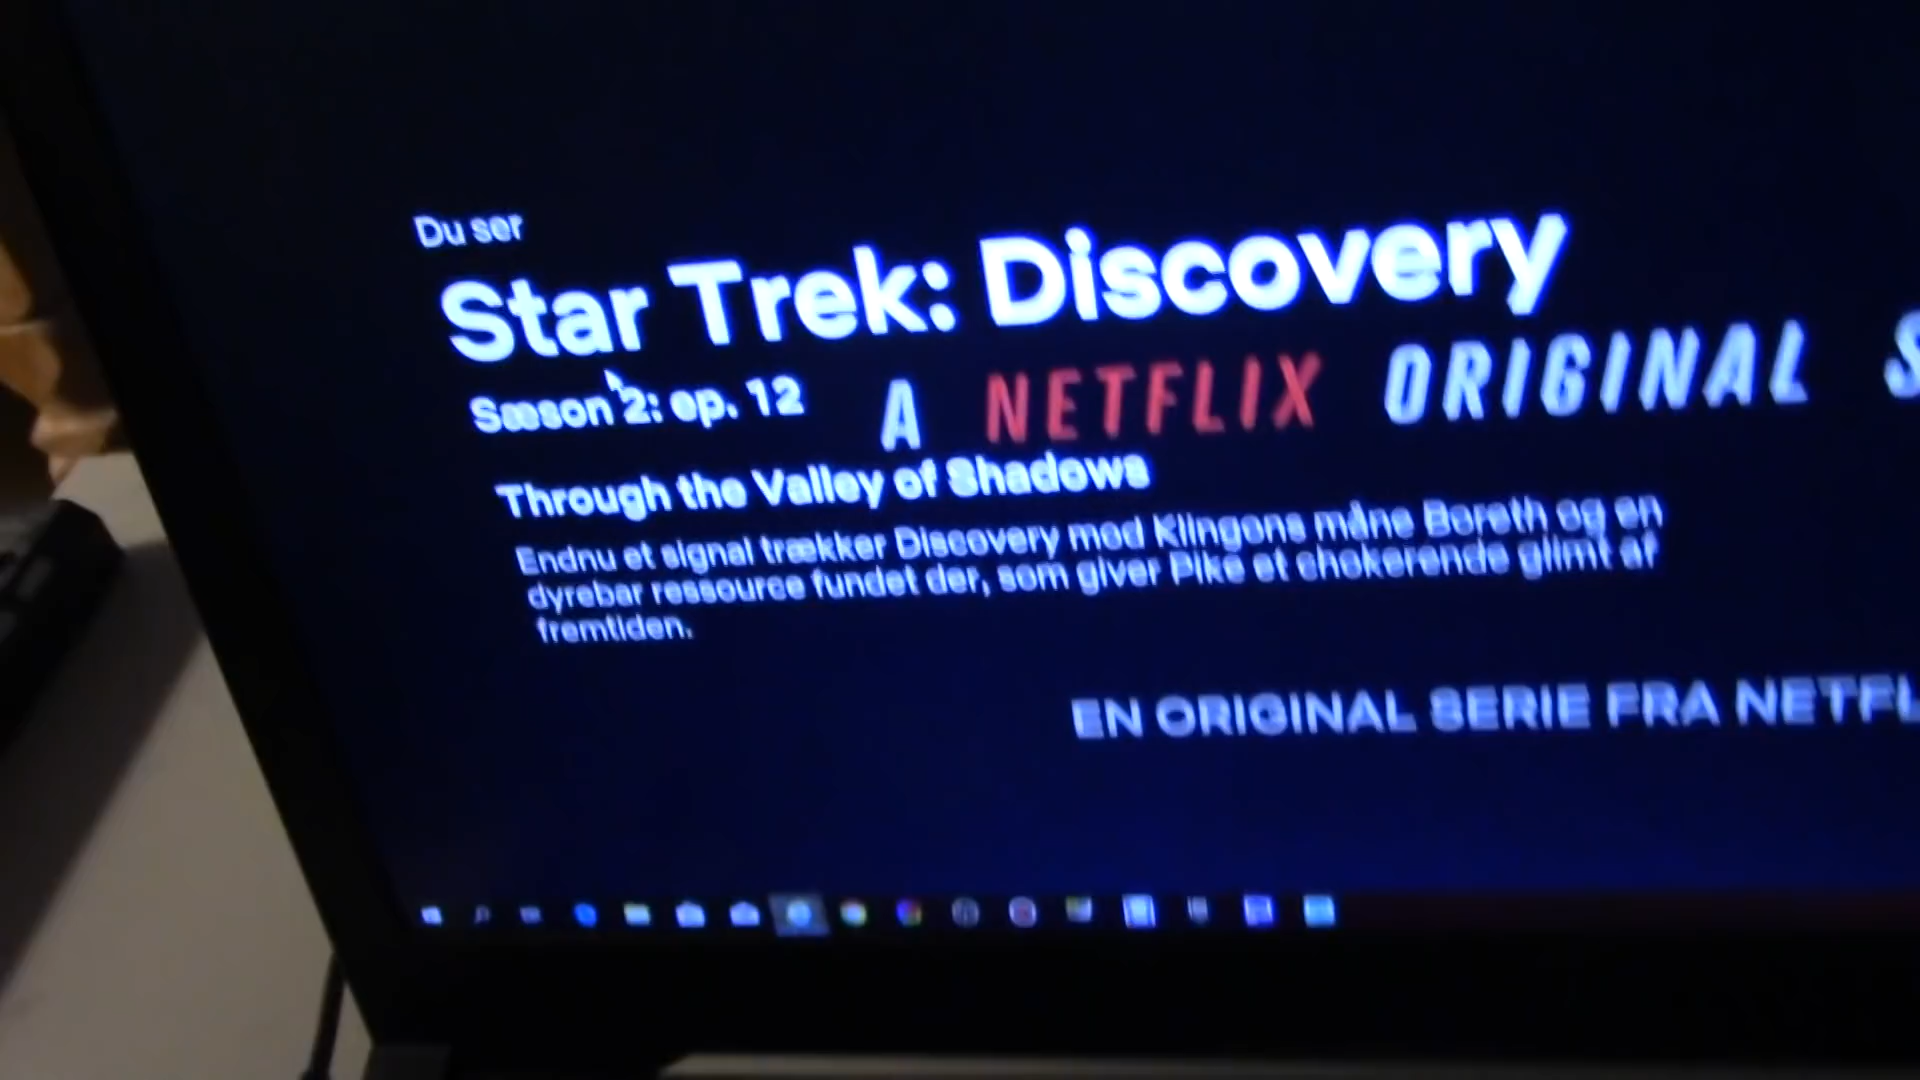 Du ser
Star Trek: Discovery
Sæson 2: ep. 12
A NETFLIX ORIGINAL S
Through the Valley of Shadows
Endnu et signal trækker Discovery mod Klingons måne Boreth og en
dyrebar ressource fundet der, som giver Pike et chokerende glimt af
fremtiden.
EN ORIGINAL SERIE FRA NETFL